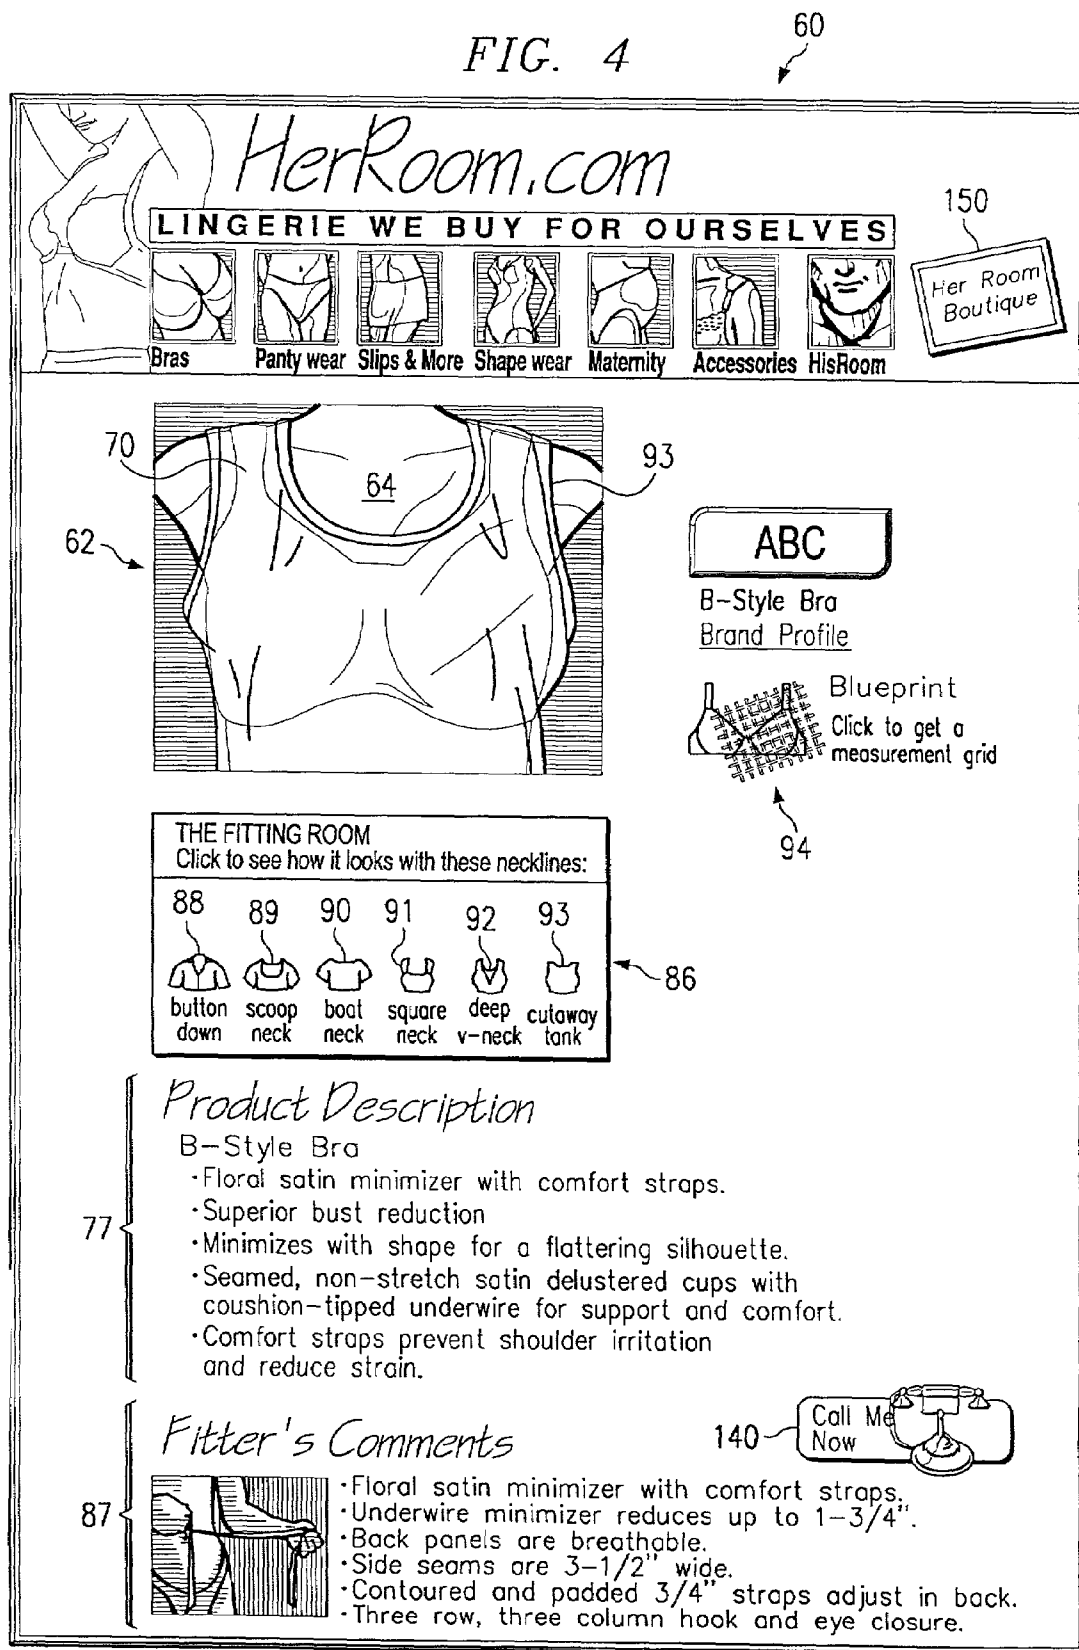 FIG. 4
60
HerRoom.com
LINGERIE WE BUY FOR OURSELVES
150
Her Room
Boutique
Bras
Panty wear
Slips & More
Shape wear
Maternity
Accessories
HisRoom
70
64
93
62
ABC
B-Style Bra
Brand Profile
Blueprint
Click to get a
measurement grid
94
THE FITTING ROOM
Click to see how it looks with these necklines:
88 89 90 91 92 93
86
button down
scoop neck
boat neck
square neck
deep v-neck
cutaway tank
77
Product Description
B-Style Bra
·Floral satin minimizer with comfort straps.
·Superior bust reduction
·Minimizes with shape for a flattering silhouette.
·Seamed, non-stretch satin delustered cups with
coushion-tipped underwire for support and comfort.
·Comfort straps prevent shoulder irritation
and reduce strain.
87
Fitter's Comments
140
Call Me
Now
·Floral satin minimizer with comfort straps.
·Underwire minimizer reduces up to 1-3/4".
·Back panels are breathable.
·Side seams are 3-1/2" wide.
·Contoured and padded 3/4" straps adjust in back.
·Three row, three column hook and eye closure.